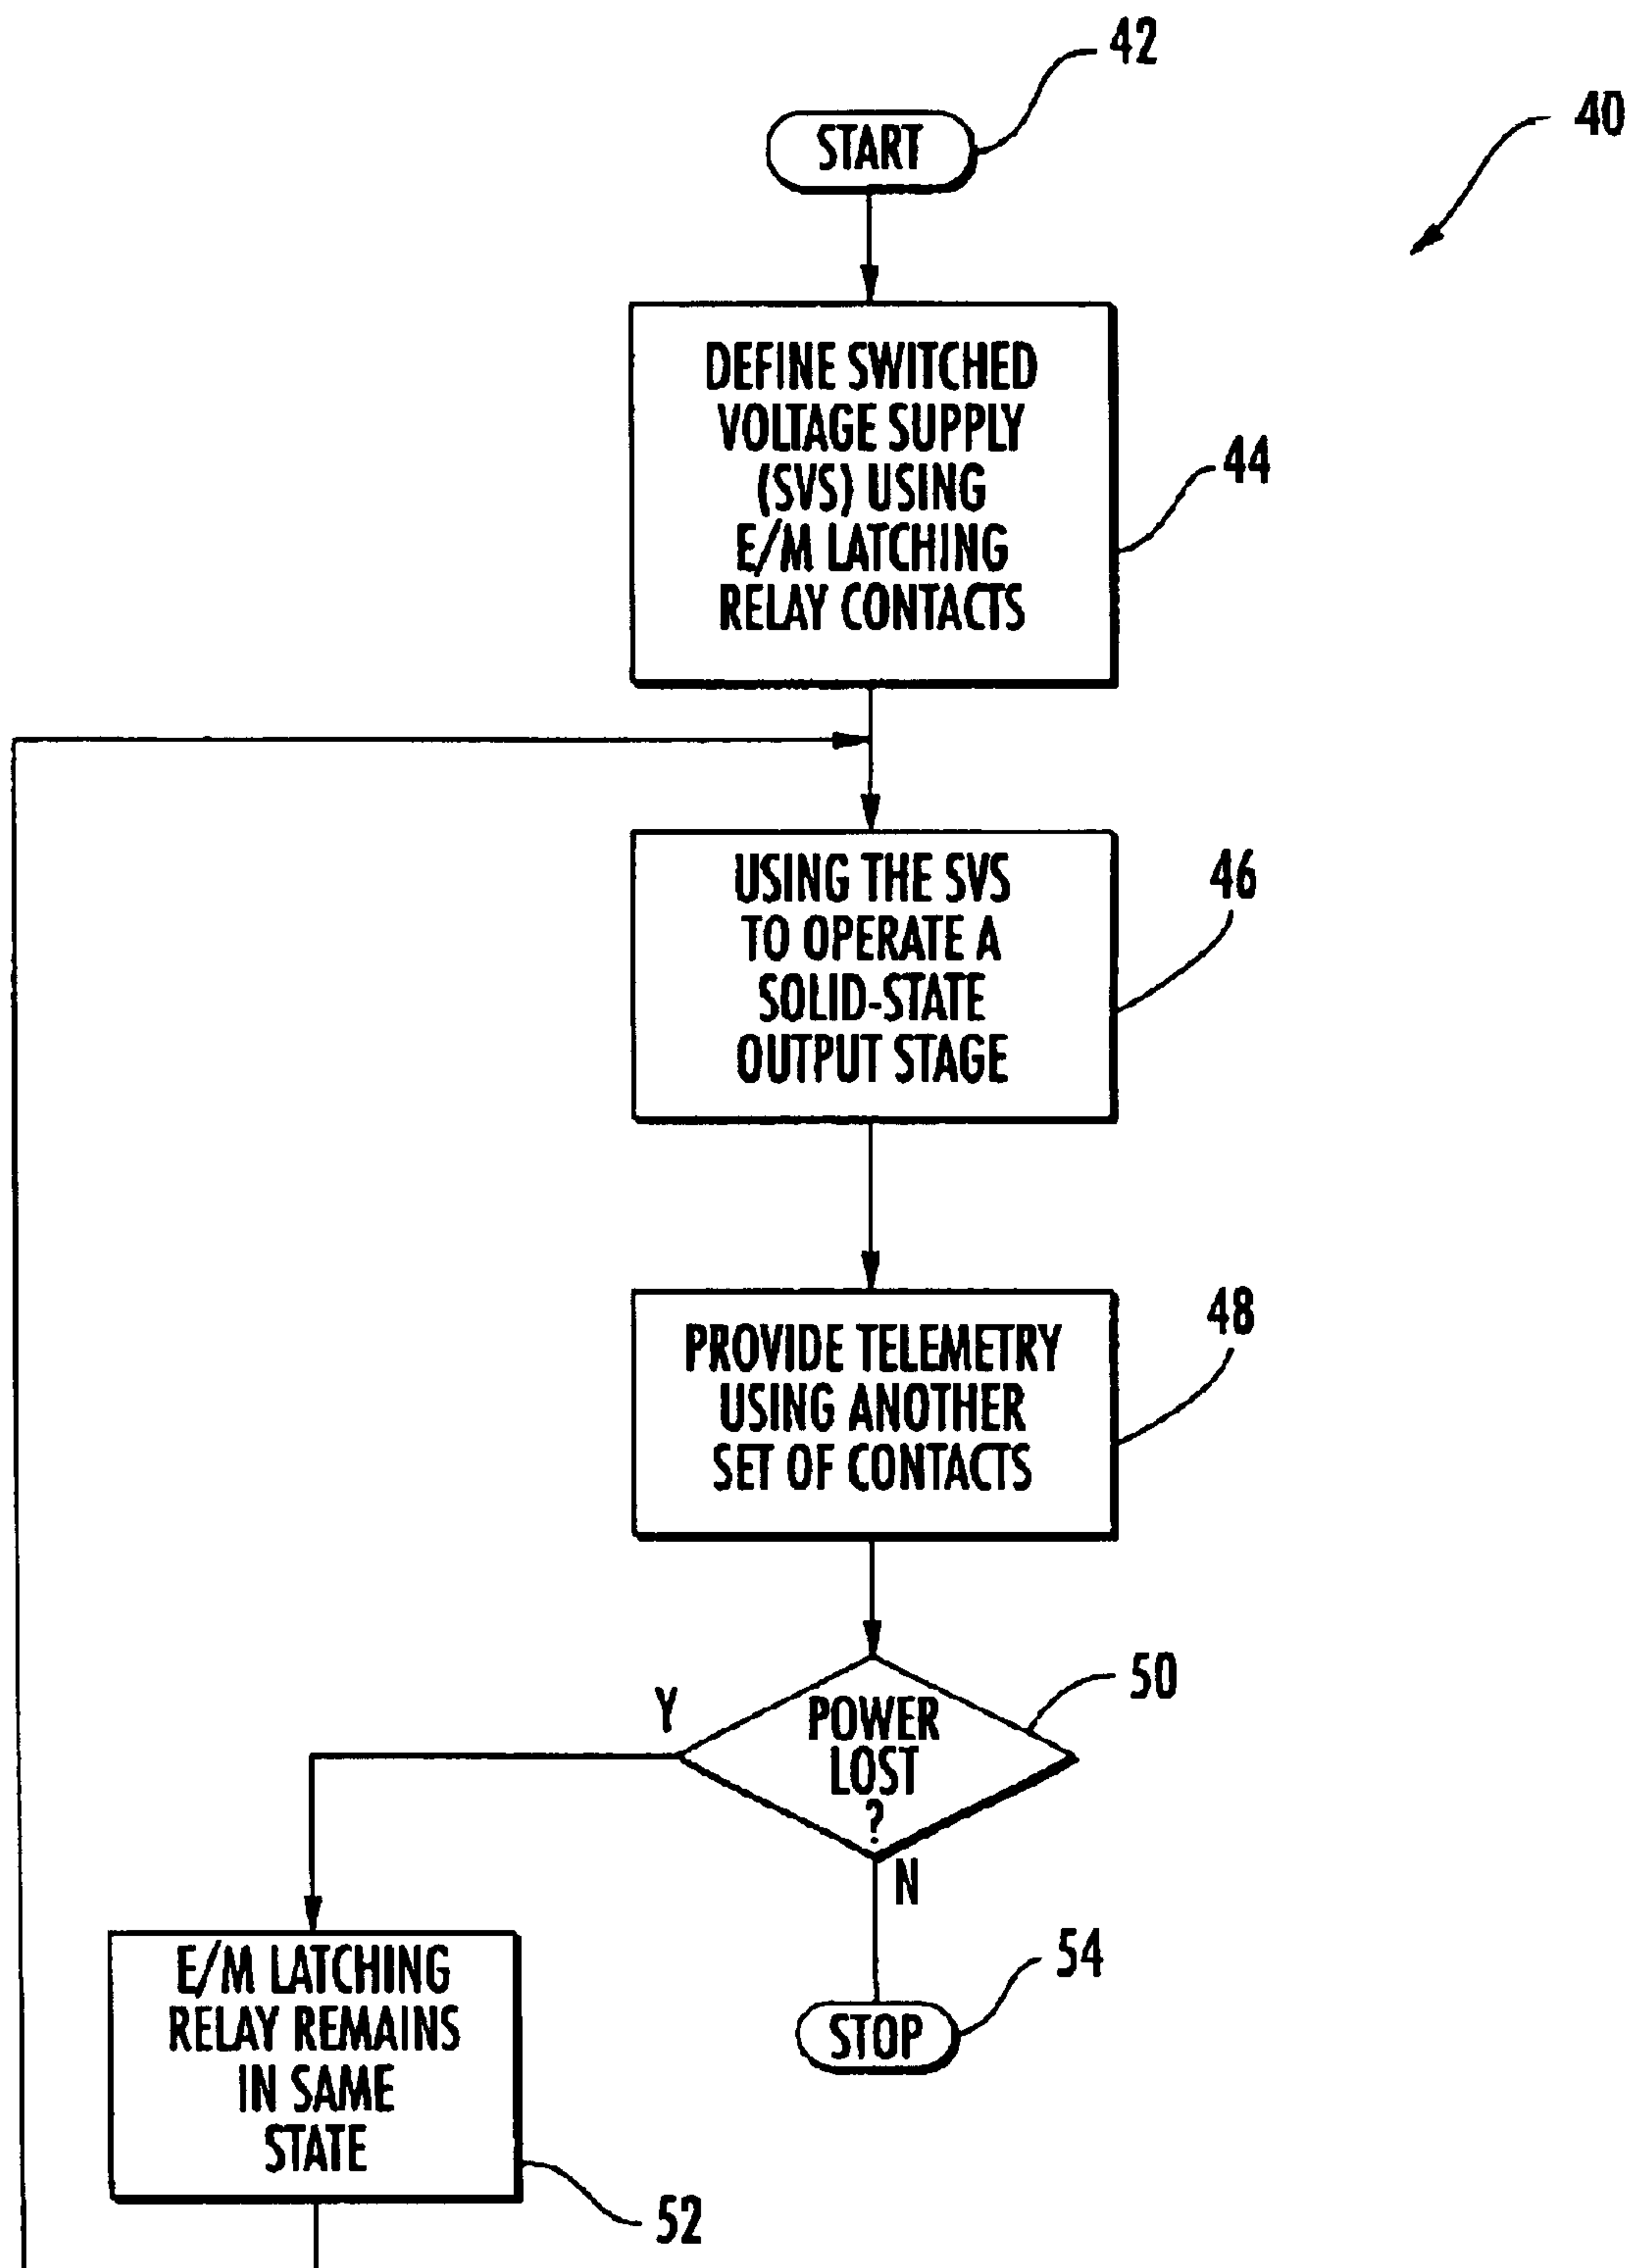 42
40
START
DEFINE SWITCHED
VOLTAGE SUPPLY
(SVS) USING
E/M LATCHING
RELAY CONTACTS
44
USING THE SVS
TO OPERATE A
SOLID-STATE
OUTPUT STAGE
46
PROVIDE TELEMETRY
USING ANOTHER
SET OF CONTACTS
48
POWER
LOST
?
50
Y
N
E/M LATCHING
RELAY REMAINS
IN SAME
STATE
52
STOP
54